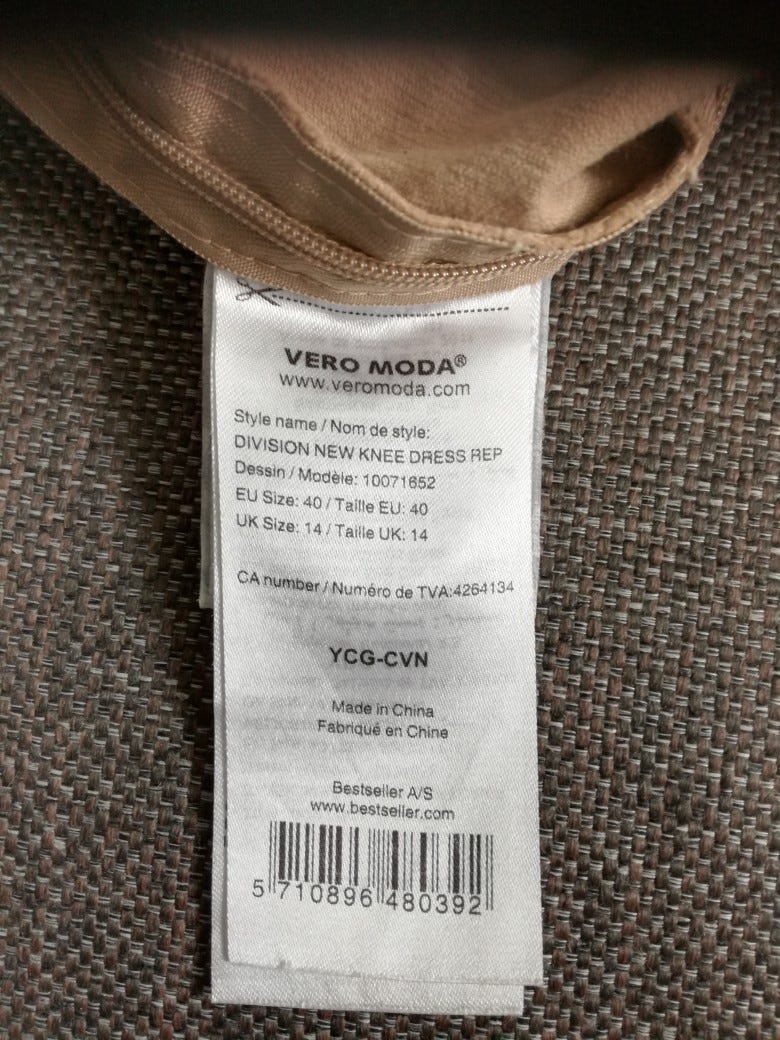 VERO MODA®
www.veromoda.com
Style name / Nom de style:
DIVISION NEW KNEE DRESS REP
Dessin / Modèle: 10071652
EU Size: 40 / Taille EU: 40
UK Size: 14 / Taille UK: 14
CA number / Numéro de TVA:4264134
YCG-CVN
Made in China
Fabriqué en Chine
Bestseller A/S
www.bestseller.com
5 710896 480392